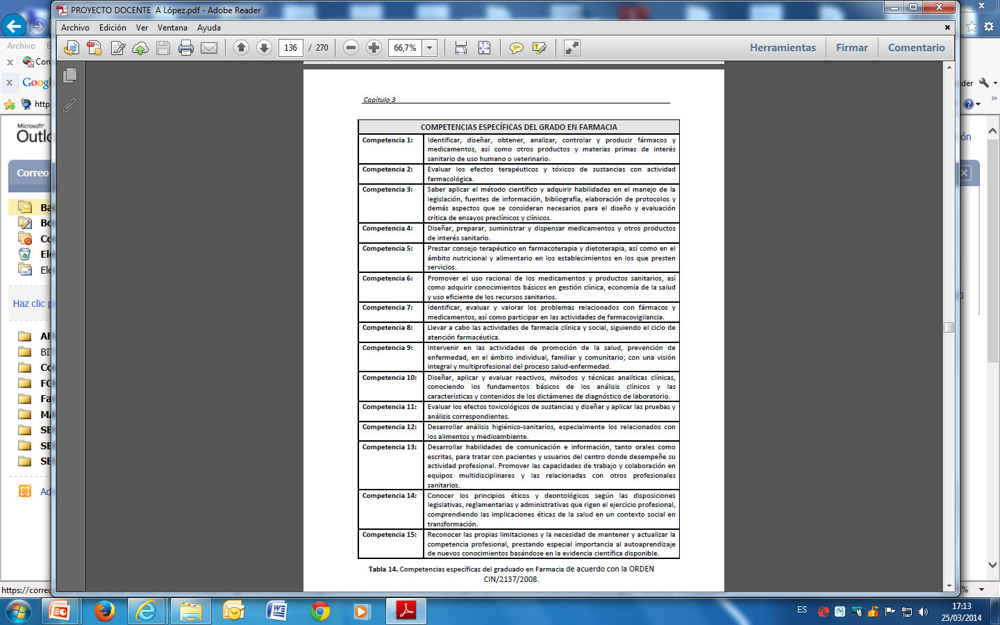 PROYECTO DOCENTE A López.pdf - Adobe Reader
Archivo Edición Ver Ventana Ayuda
136 / 270 66,7% Herramientas Firmar Comentario
Archivo
Goog
http
Microsoft®
Outlo
Correo
Ba
Bo
Co
Ele
Ele
Haz clic p
AF
BI
Co
FC
Fa
MA
SE
SE
SE
Ad
https://correu
Capítulo 3
COMPETENCIAS ESPECÍFICAS DEL GRADO EN FARMACIA
Competencia 1: Identificar, diseñar, obtener, analizar, controlar y producir fármacos y
medicamentos, así como otros productos y materias primas de interés
sanitario de uso humano o veterinario.
Competencia 2: Evaluar los efectos terapéuticos y tóxicos de sustancias con actividad
farmacológica.
Competencia 3: Saber aplicar el método científico y adquirir habilidades en el manejo de la
legislación, fuentes de información, bibliografía, elaboración de protocolos y
demás aspectos que se consideran necesarios para el diseño y evaluación
crítica de ensayos preclínicos y clínicos.
Competencia 4: Diseñar, preparar, suministrar y dispensar medicamentos y otros productos
de interés sanitario.
Competencia 5: Prestar consejo terapéutico en farmacoterapia y dietoterapia, así como en el
ámbito nutricional y alimentario en los establecimientos en los que presten
servicios.
Competencia 6: Promover el uso racional de los medicamentos y productos sanitarios, así
como adquirir conocimientos básicos en gestión clínica, economía de la salud
y uso eficiente de los recursos sanitarios.
Competencia 7: Identificar, evaluar y valorar los problemas relacionados con fármacos y
medicamentos, así como participar en las actividades de farmacovigilancia.
Competencia 8: Llevar a cabo las actividades de farmacia clínica y social, siguiendo el ciclo de
atención farmacéutica.
Competencia 9: Intervenir en las actividades de promoción de la salud, prevención de
enfermedad, en el ámbito individual, familiar y comunitario; con una visión
integral y multiprofesional del proceso salud-enfermedad.
Competencia 10: Diseñar, aplicar y evaluar reactivos, métodos y técnicas analíticas clínicas,
conociendo los fundamentos básicos de los análisis clínicos y las
características y contenidos de los dictámenes de diagnóstico de laboratorio.
Competencia 11: Evaluar los efectos toxicológicos de sustancias y diseñar y aplicar las pruebas y
análisis correspondientes.
Competencia 12: Desarrollar análisis higiénico-sanitarios, especialmente los relacionados con
los alimentos y medioambiente.
Competencia 13: Desarrollar habilidades de comunicación e información, tanto orales como
escritas, para tratar con pacientes y usuarios del centro donde desempeñe su
actividad profesional. Promover las capacidades de trabajo y colaboración en
equipos multidisciplinares y las relacionadas con otros profesionales
sanitarios.
Competencia 14: Conocer los principios éticos y deontológicos según las disposiciones
legislativas, reglamentarias y administrativas que rigen el ejercicio profesional,
comprendiendo las implicaciones éticas de la salud en un contexto social en
transformación.
Competencia 15: Reconocer las propias limitaciones y la necesidad de mantener y actualizar la
competencia profesional, prestando especial importancia al autoaprendizaje
de nuevos conocimientos basándose en la evidencia científica disponible.
Tabla 14. Competencias específicas del graduado en Farmacia de acuerdo con la ORDEN
CIN/2137/2008.
der
ión
%
ES
17:13
25/03/2014